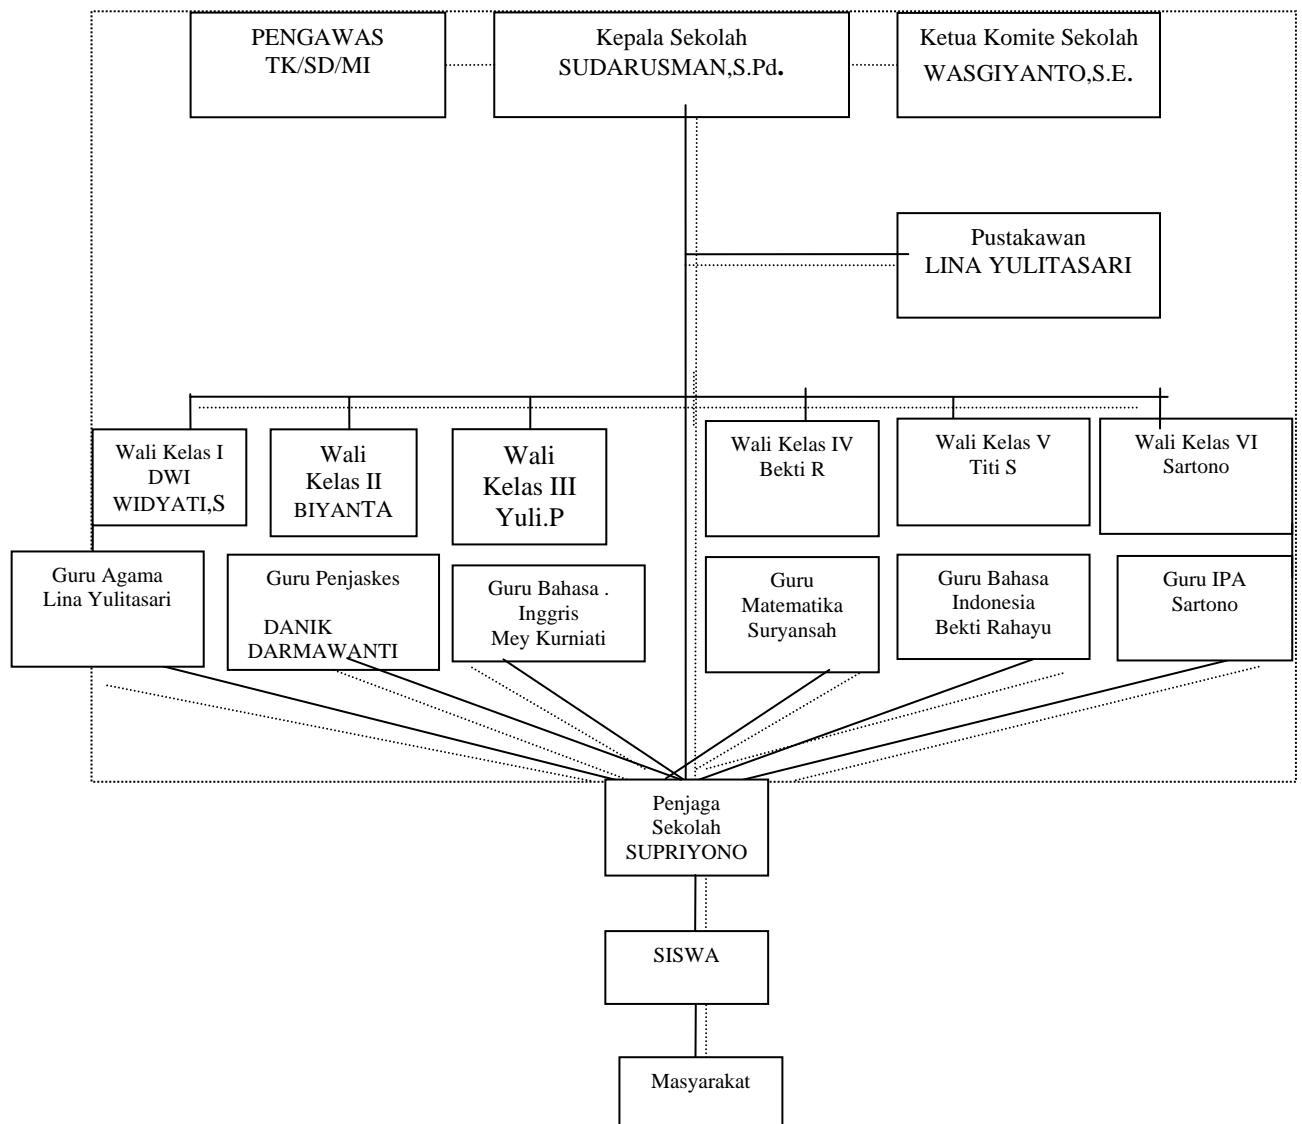 PENGAWAS
TK/SD/MI
Kepala Sekolah
SUDARUSMAN,S.Pd.
Ketua Komite Sekolah
WASGIYANTO,S.E.
Pustakawan
LINA YULITASARI
Wali Kelas I
DWI
WIDYATI,S
Wali
Kelas II
BIYANTA
Wali
Kelas III
Yuli.P
Wali Kelas IV
Bekti R
Wali Kelas V
Titi S
Wali Kelas VI
Sartono
Guru Agama
Lina Yulitasari
Guru Penjaskes
DANIK
DARMAWANTI
Guru Bahasa .
Inggris
Mey Kurniati
Guru
Matematika
Suryansah
Guru Bahasa
Indonesia
Bekti Rahayu
Guru IPA
Sartono
Penjaga
Sekolah
SUPRIYONO
SISWA
Masyarakat